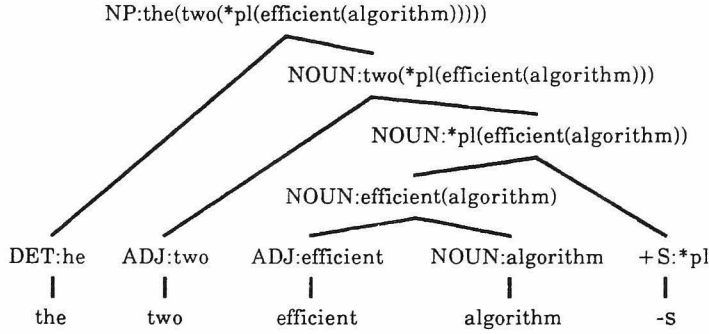 NP:the(two(*pl(efficient(algorithm)))))
NOUN:two(*pl(efficient(algorithm)))
NOUN:*pl(efficient(algorithm))
NOUN:efficient(algorithm)
DET:he ADJ:two ADJ:efficient NOUN:algorithm +S:*pl
the two efficient algorithm -s